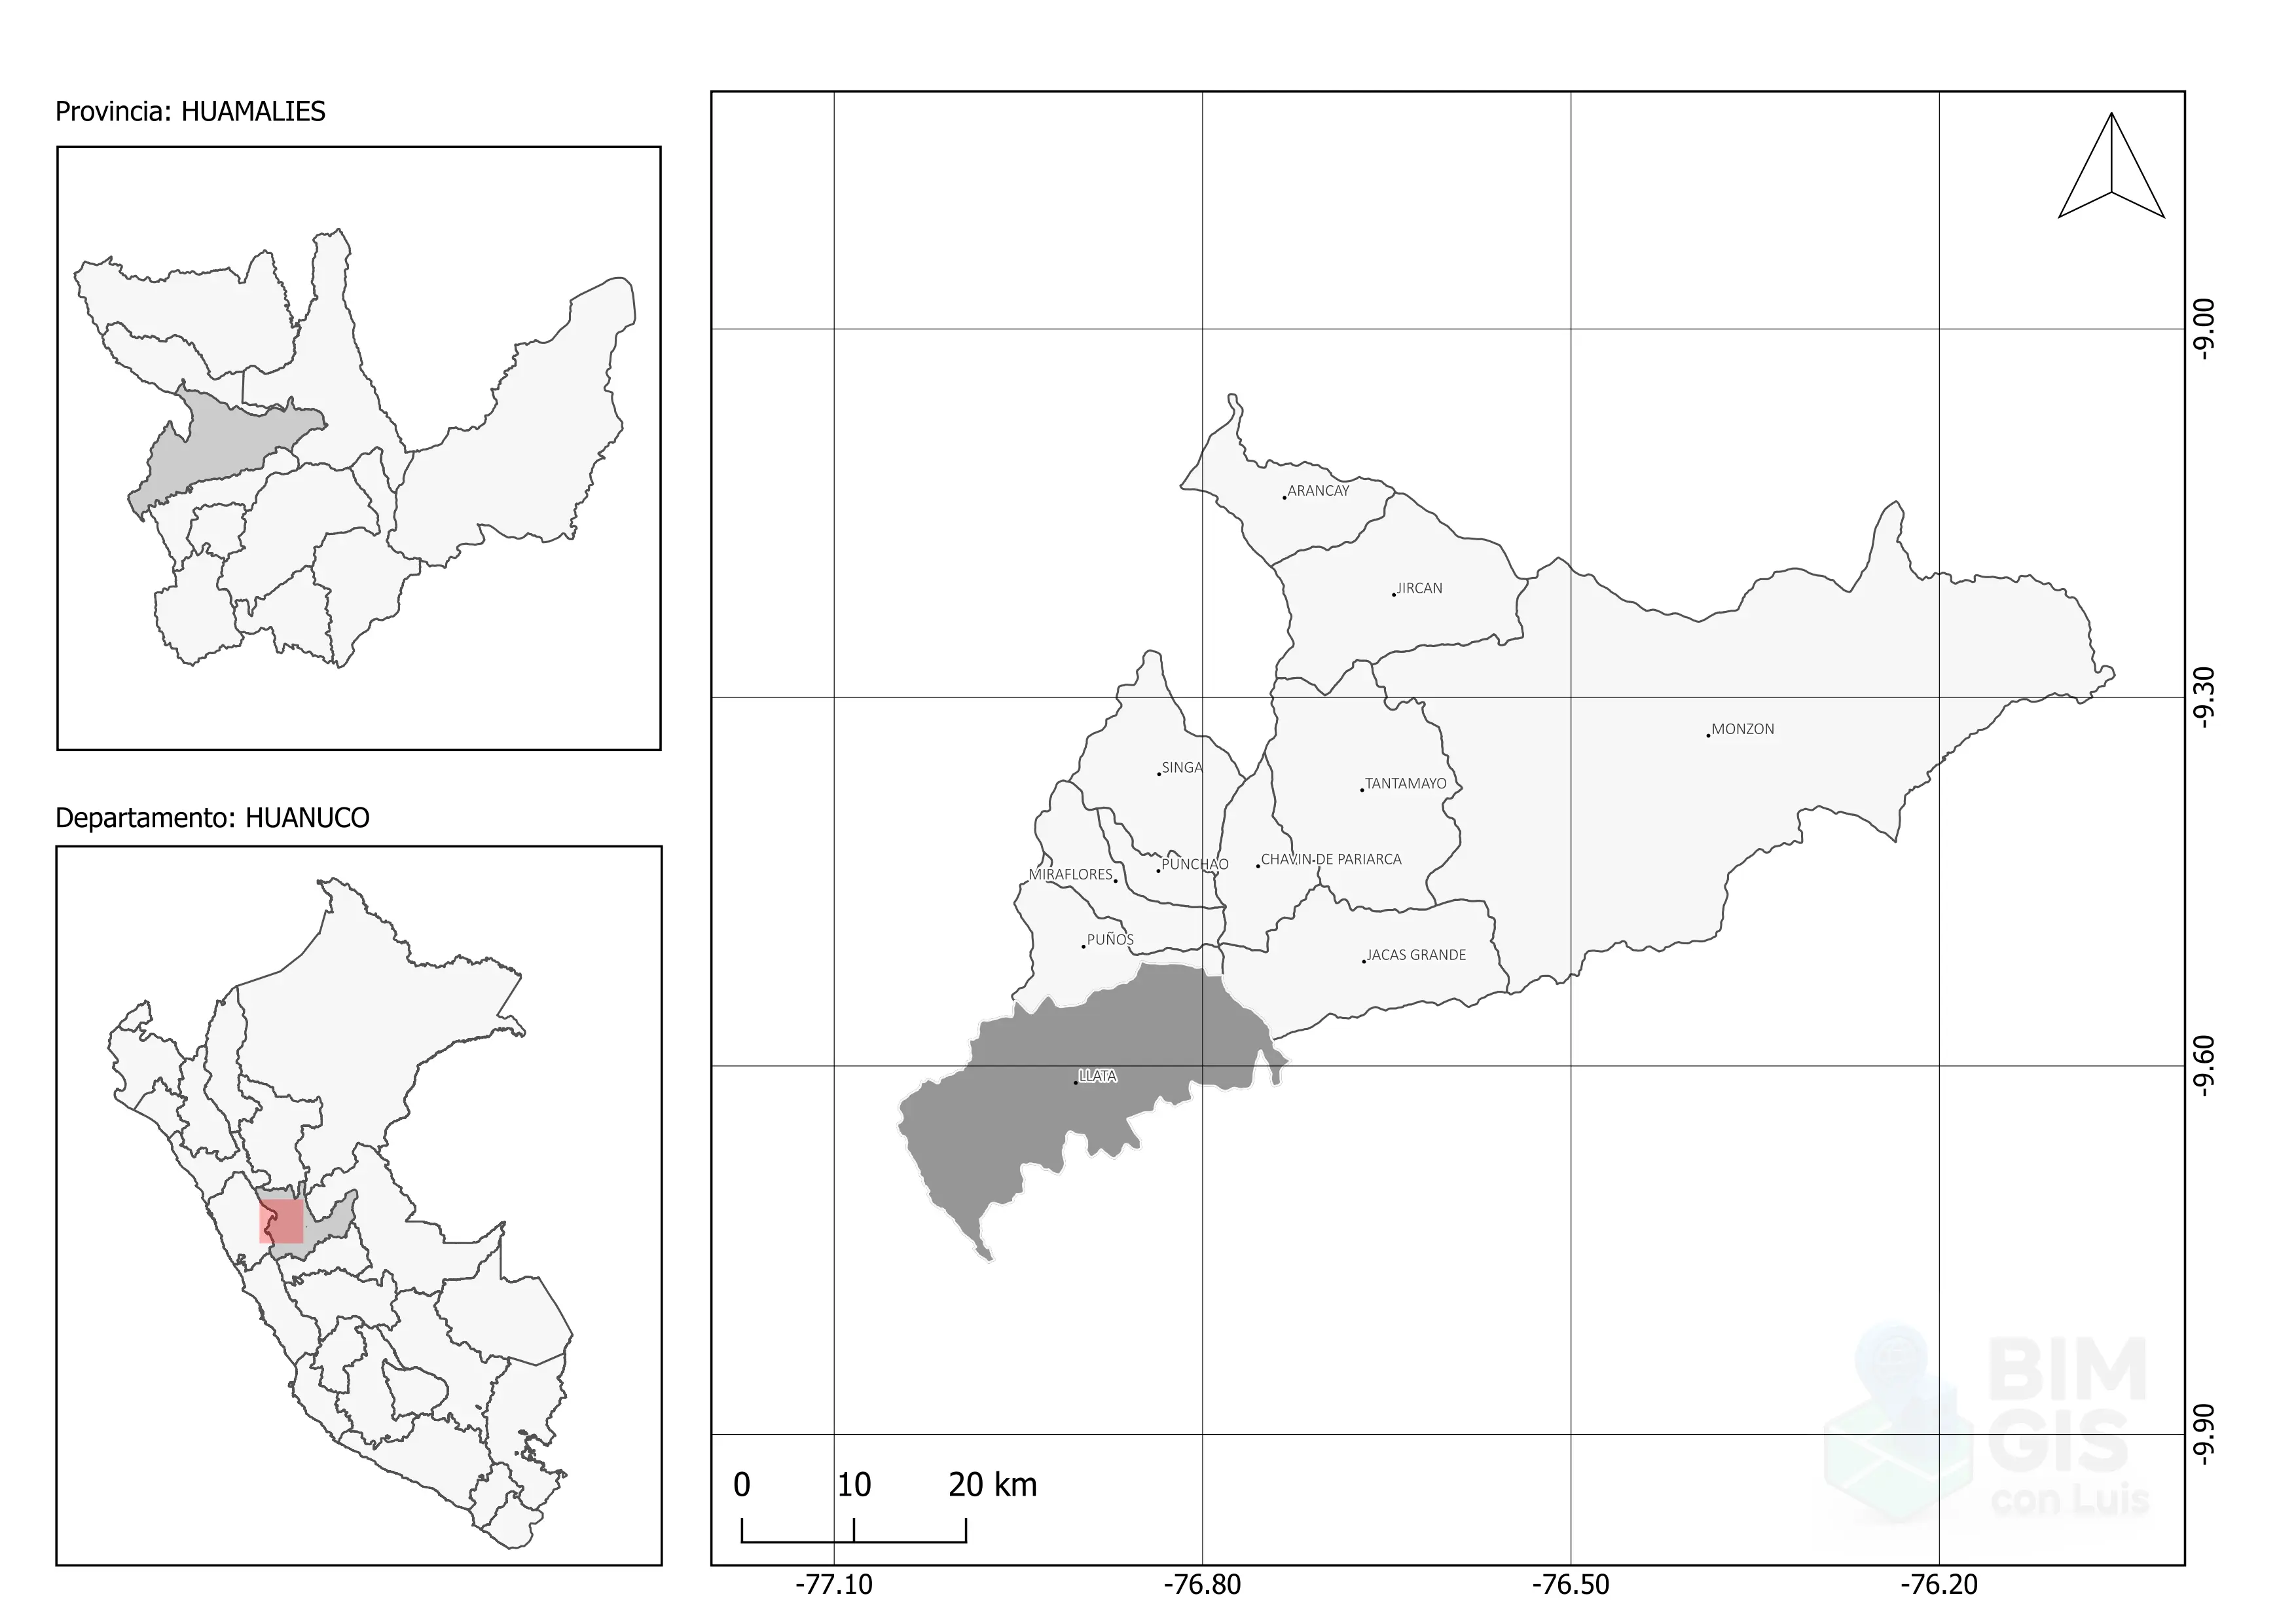 Provincia: HUAMALIES
Departamento: HUANUCO
ARANCAY
JIRCAN
MONZON
SINGA
TANTAMAYO
PUNCHAO
CHAVIN DE PARIARCA
MIRAFLORES
PUÑOS
JACAS GRANDE
LLATA
-9.00
-9.30
-9.60
-9.90
0 10 20 km
-77.10 -76.80 -76.50 -76.20
BIM
GIS
con Luis